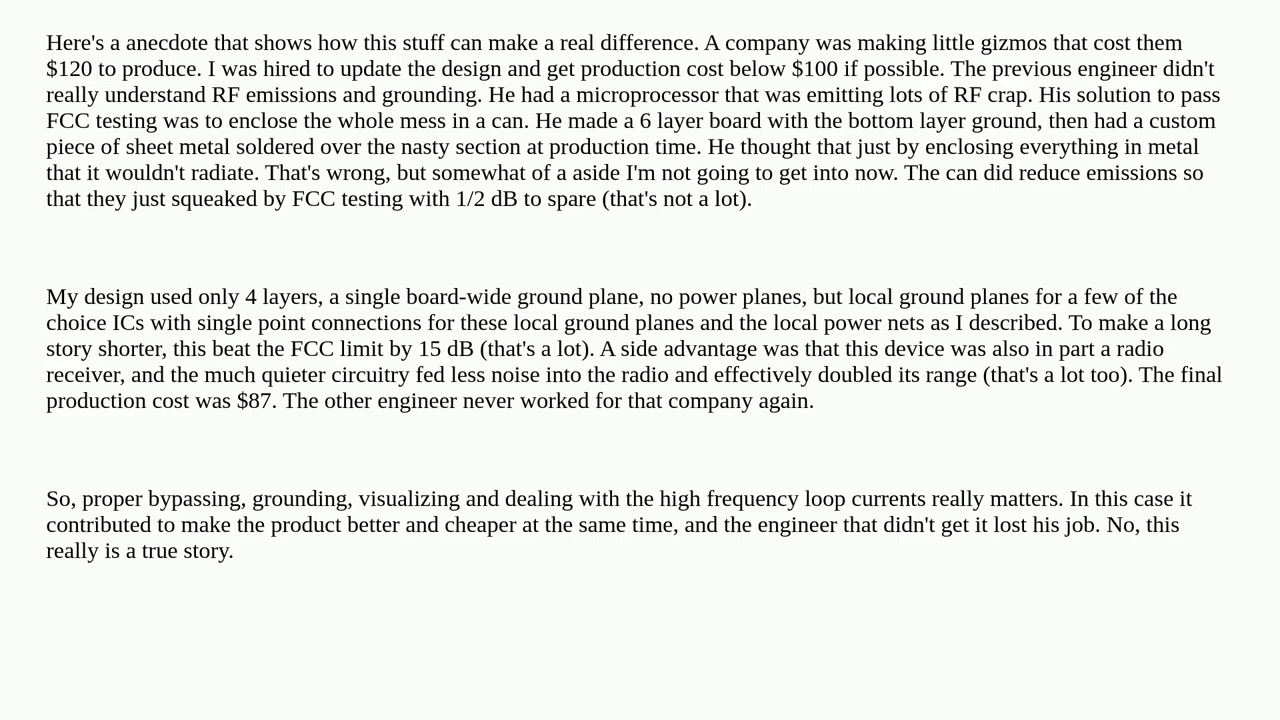 Here's a anecdote that shows how this stuff can make a real difference. A company was making little gizmos that cost them
$120 to produce. I was hired to update the design and get production cost below $100 if possible. The previous engineer didn't
really understand RF emissions and grounding. He had a microprocessor that was emitting lots of RF crap. His solution to pass
FCC testing was to enclose the whole mess in a can. He made a 6 layer board with the bottom layer ground, then had a custom
piece of sheet metal soldered over the nasty section at production time. He thought that just by enclosing everything in metal
that it wouldn't radiate. That's wrong, but somewhat of a aside I'm not going to get into now. The can did reduce emissions so
that they just squeaked by FCC testing with 1/2 dB to spare (that's not a lot).
My design used only 4 layers, a single board-wide ground plane, no power planes, but local ground planes for a few of the
choice ICs with single point connections for these local ground planes and the local power nets as I described. To make a long
story shorter, this beat the FCC limit by 15 dB (that's a lot). A side advantage was that this device was also in part a radio
receiver, and the much quieter circuitry fed less noise into the radio and effectively doubled its range (that's a lot too). The final
production cost was $87. The other engineer never worked for that company again.
So, proper bypassing, grounding, visualizing and dealing with the high frequency loop currents really matters. In this case it
contributed to make the product better and cheaper at the same time, and the engineer that didn't get it lost his job. No, this
really is a true story.